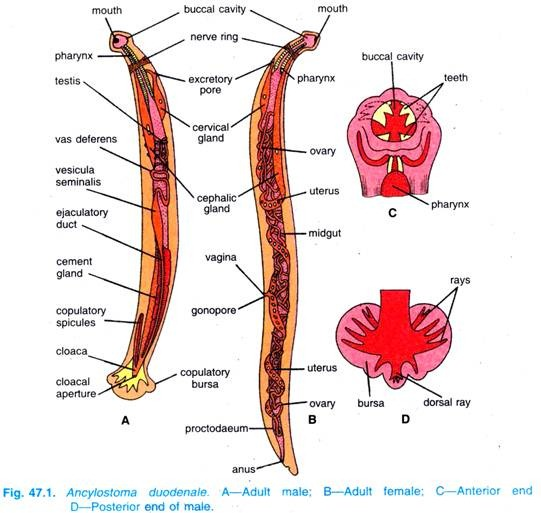 mouth
buccal cavity
mouth
nerve ring
pharynx
excretory
pore
pharynx
testis
cervical
gland
vas deferens
ovary
vesicula
seminalis
cephalic
gland
uterus
ejaculatory
duct
midgut
vagina
cement
gland
gonopore
copulatory
spicules
cloaca
uterus
cloacal
aperture
copulatory
bursa
ovary
proctodaeum
anus
A
B
buccal cavity
teeth
pharynx
C
rays
bursa
dorsal ray
D
Fig. 47.1. Ancylostoma duodenale. A—Adult male; B—Adult female; C—Anterior end
D—Posterior end of male.